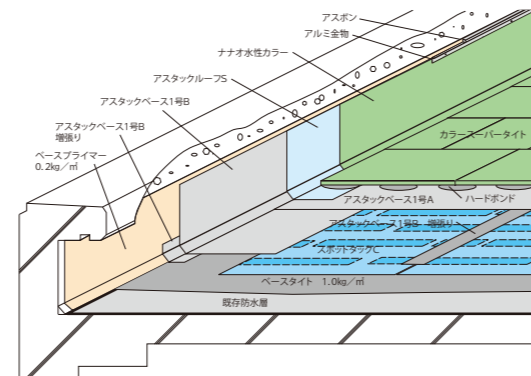 アスボン
アルミ金物
ナナオ水性カラー
アスタックルーフS
アスタックベース1号B
アスタックベース1号B
増張り
ベースプライマー
0.2kg／㎡
カラースーパータイト
ハードボンド
アスタックベース1号A
アスタックベース1号B 増張り
スポットタックC
ベースタイト 1.0kg／㎡
既存防水層